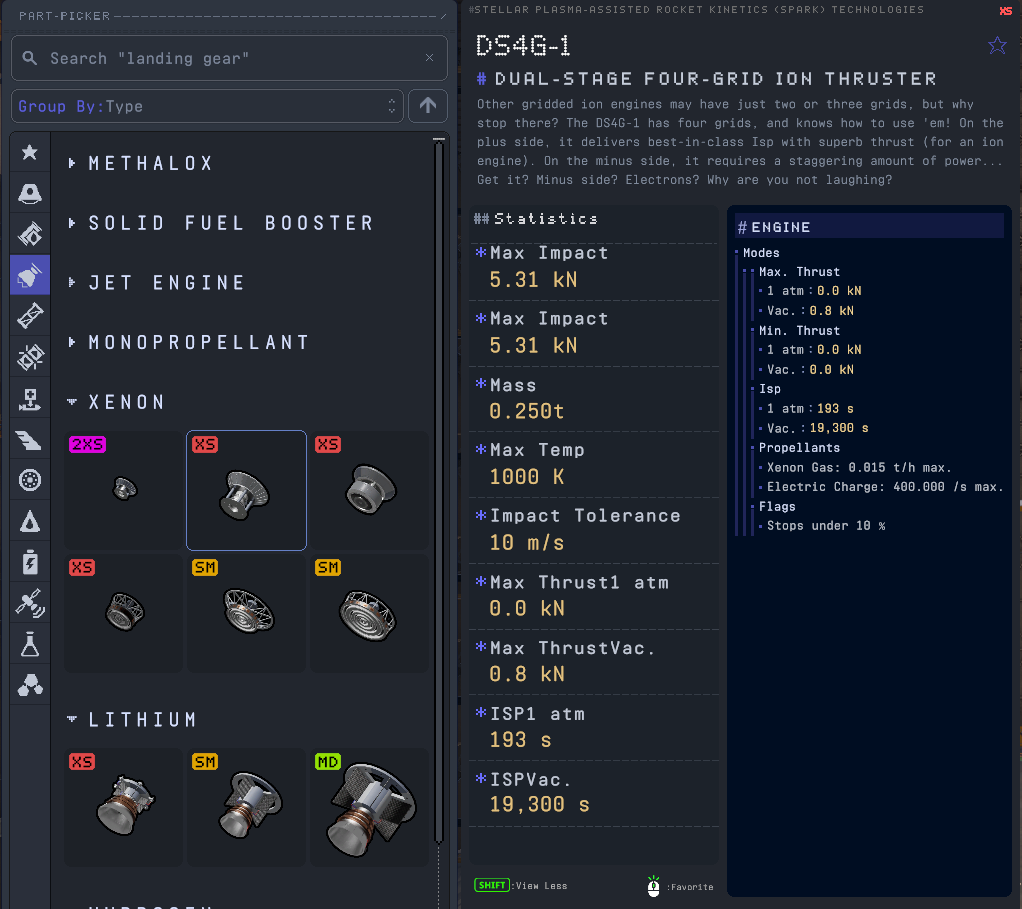 PART-PICKER
Search "landing gear"
Group By:Type
METHALOX
SOLID FUEL BOOSTER
JET ENGINE
MONOPROPELLANT
XENON
2XS
XS
XS
XS
SM
SM
LITHIUM
XS
SM
MD
#STELLAR PLASMA-ASSISTED ROCKET KINETICS (SPARK) TECHNOLOGIES
XS
DS4G-1
# DUAL-STAGE FOUR-GRID ION THRUSTER
Other gridded ion engines may have just two or three grids, but why
stop there? The DS4G-1 has four grids, and knows how to use 'em! On the
plus side, it delivers best-in-class Isp with superb thrust (for an ion
engine). On the minus side, it requires a staggering amount of power...
Get it? Minus side? Electrons? Why are you not laughing?
## Statistics
*Max Impact
5.31 kN
*Max Impact
5.31 kN
*Mass
0.250t
*Max Temp
1000 K
*Impact Tolerance
10 m/s
*Max Thrust1 atm
0.0 kN
*Max ThrustVac.
0.8 kN
*ISP1 atm
193 s
*ISPVac.
19,300 s
SHIFT:View Less
:Favorite
# ENGINE
Modes
Max. Thrust
1 atm:0.0 kN
Vac.:0.8 kN
Min. Thrust
1 atm:0.0 kN
Vac.:0.0 kN
Isp
1 atm:193 s
Vac.:19,300 s
Propellants
Xenon Gas: 0.015 t/h max.
Electric Charge: 400.000 /s max.
Flags
Stops under 10 %